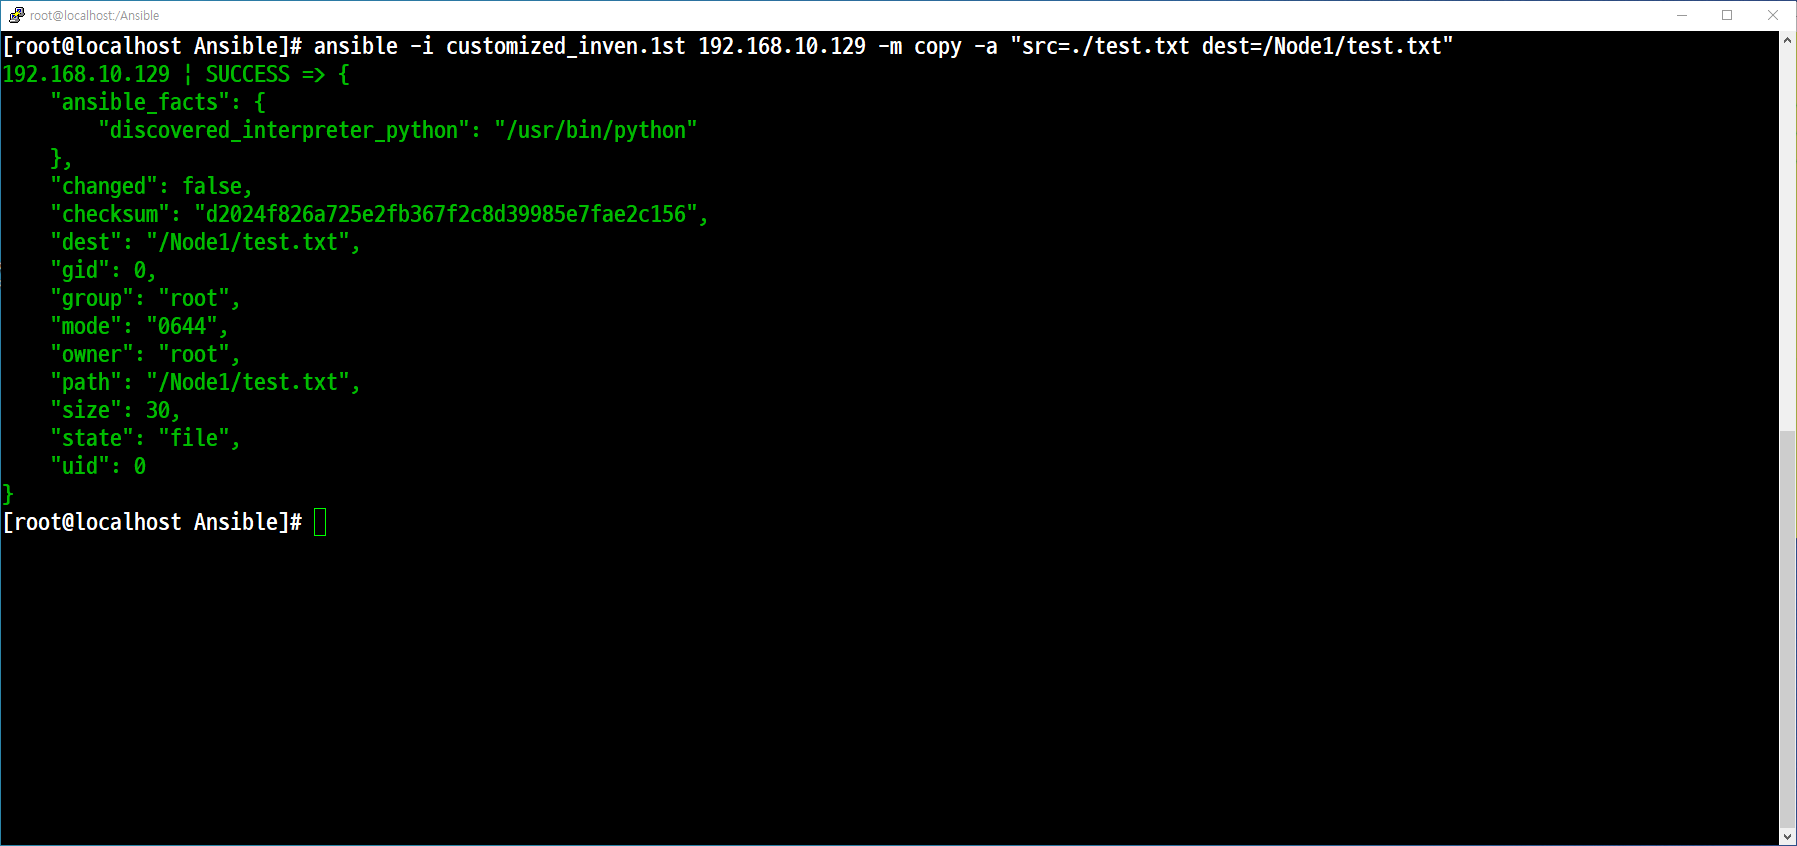 root@localhost:/Ansible
[root@localhost Ansible]# ansible -i customized_inven.1st 192.168.10.129 -m copy -a "src=./test.txt dest=/Node1/test.txt"
192.168.10.129 | SUCCESS => {
    "ansible_facts": {
        "discovered_interpreter_python": "/usr/bin/python"
    },
    "changed": false,
    "checksum": "d2024f826a725e2fb367f2c8d39985e7fae2c156",
    "dest": "/Node1/test.txt",
    "gid": 0,
    "group": "root",
    "mode": "0644",
    "owner": "root",
    "path": "/Node1/test.txt",
    "size": 30,
    "state": "file",
    "uid": 0
}
[root@localhost Ansible]#